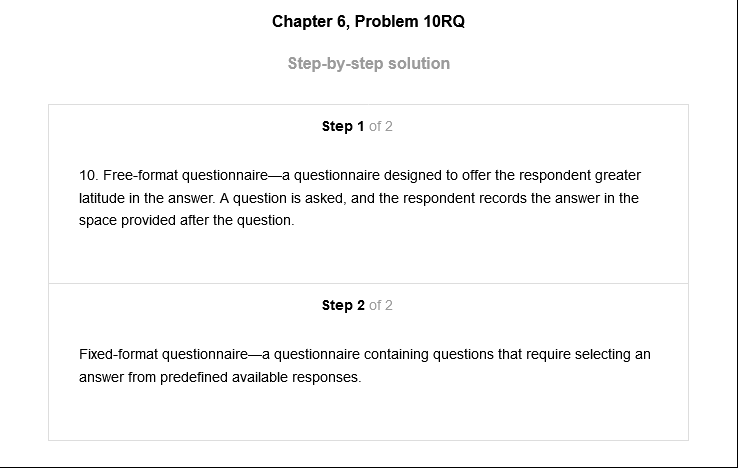 Chapter 6, Problem 10RQ
Step-by-step solution
Step 1 of 2
10. Free-format questionnaire—a questionnaire designed to offer the respondent greater
latitude in the answer. A question is asked, and the respondent records the answer in the
space provided after the question.
Step 2 of 2
Fixed-format questionnaire—a questionnaire containing questions that require selecting an
answer from predefined available responses.